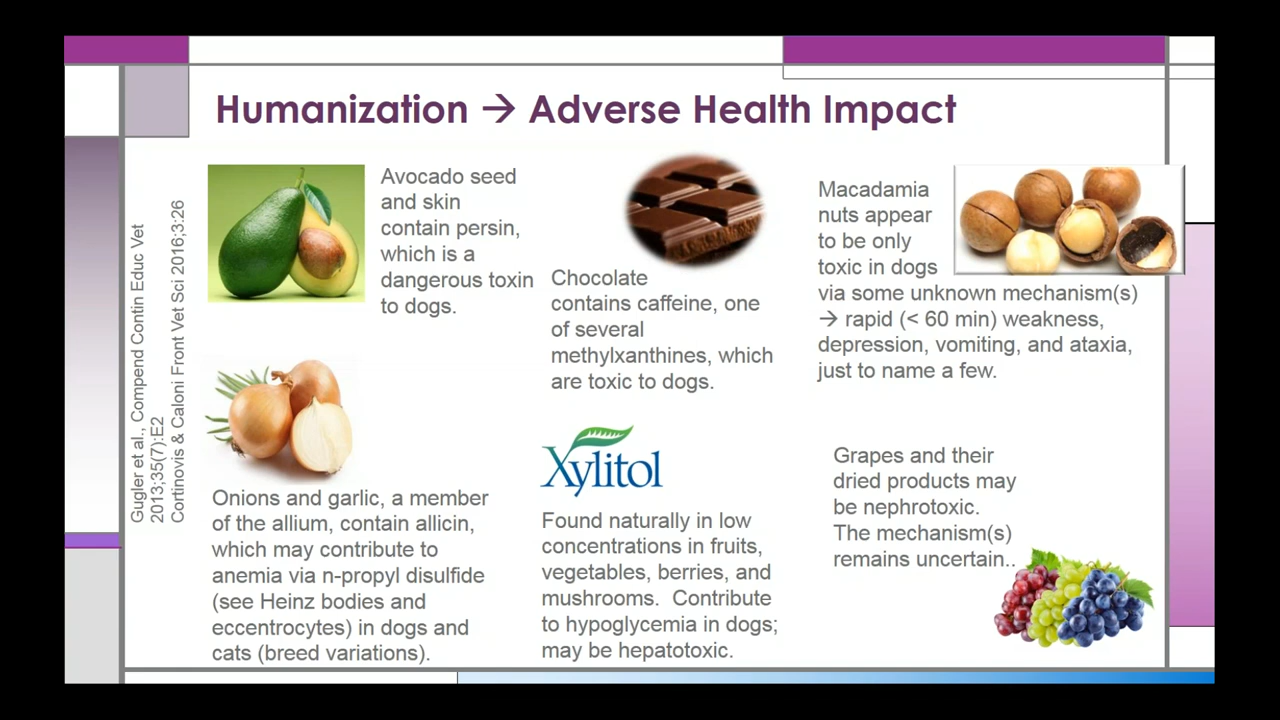 Humanization → Adverse Health Impact
Avocado seed
and skin
contain persin,
which is a
dangerous toxin
to dogs.
Chocolate
contains caffeine, one
of several
methylxanthines, which
are toxic to dogs.
Macadamia
nuts appear
to be only
toxic in dogs
via some unknown mechanism(s)
→ rapid (< 60 min) weakness,
depression, vomiting, and ataxia,
just to name a few.
Onions and garlic, a member
of the allium, contain allicin,
which may contribute to
anemia via n-propyl disulfide
(see Heinz bodies and
eccentrocytes) in dogs and
cats (breed variations).
Xylitol
Found naturally in low
concentrations in fruits,
vegetables, berries, and
mushrooms.  Contribute
to hypoglycemia in dogs;
may be hepatotoxic.
Grapes and their
dried products may
be nephrotoxic.
The mechanism(s)
remains uncertain..
Gugler et al., Compend Contin Educ Vet
2013;35(7):E2
Cortinovis & Caloni Front Vet Sci 2016;3:26